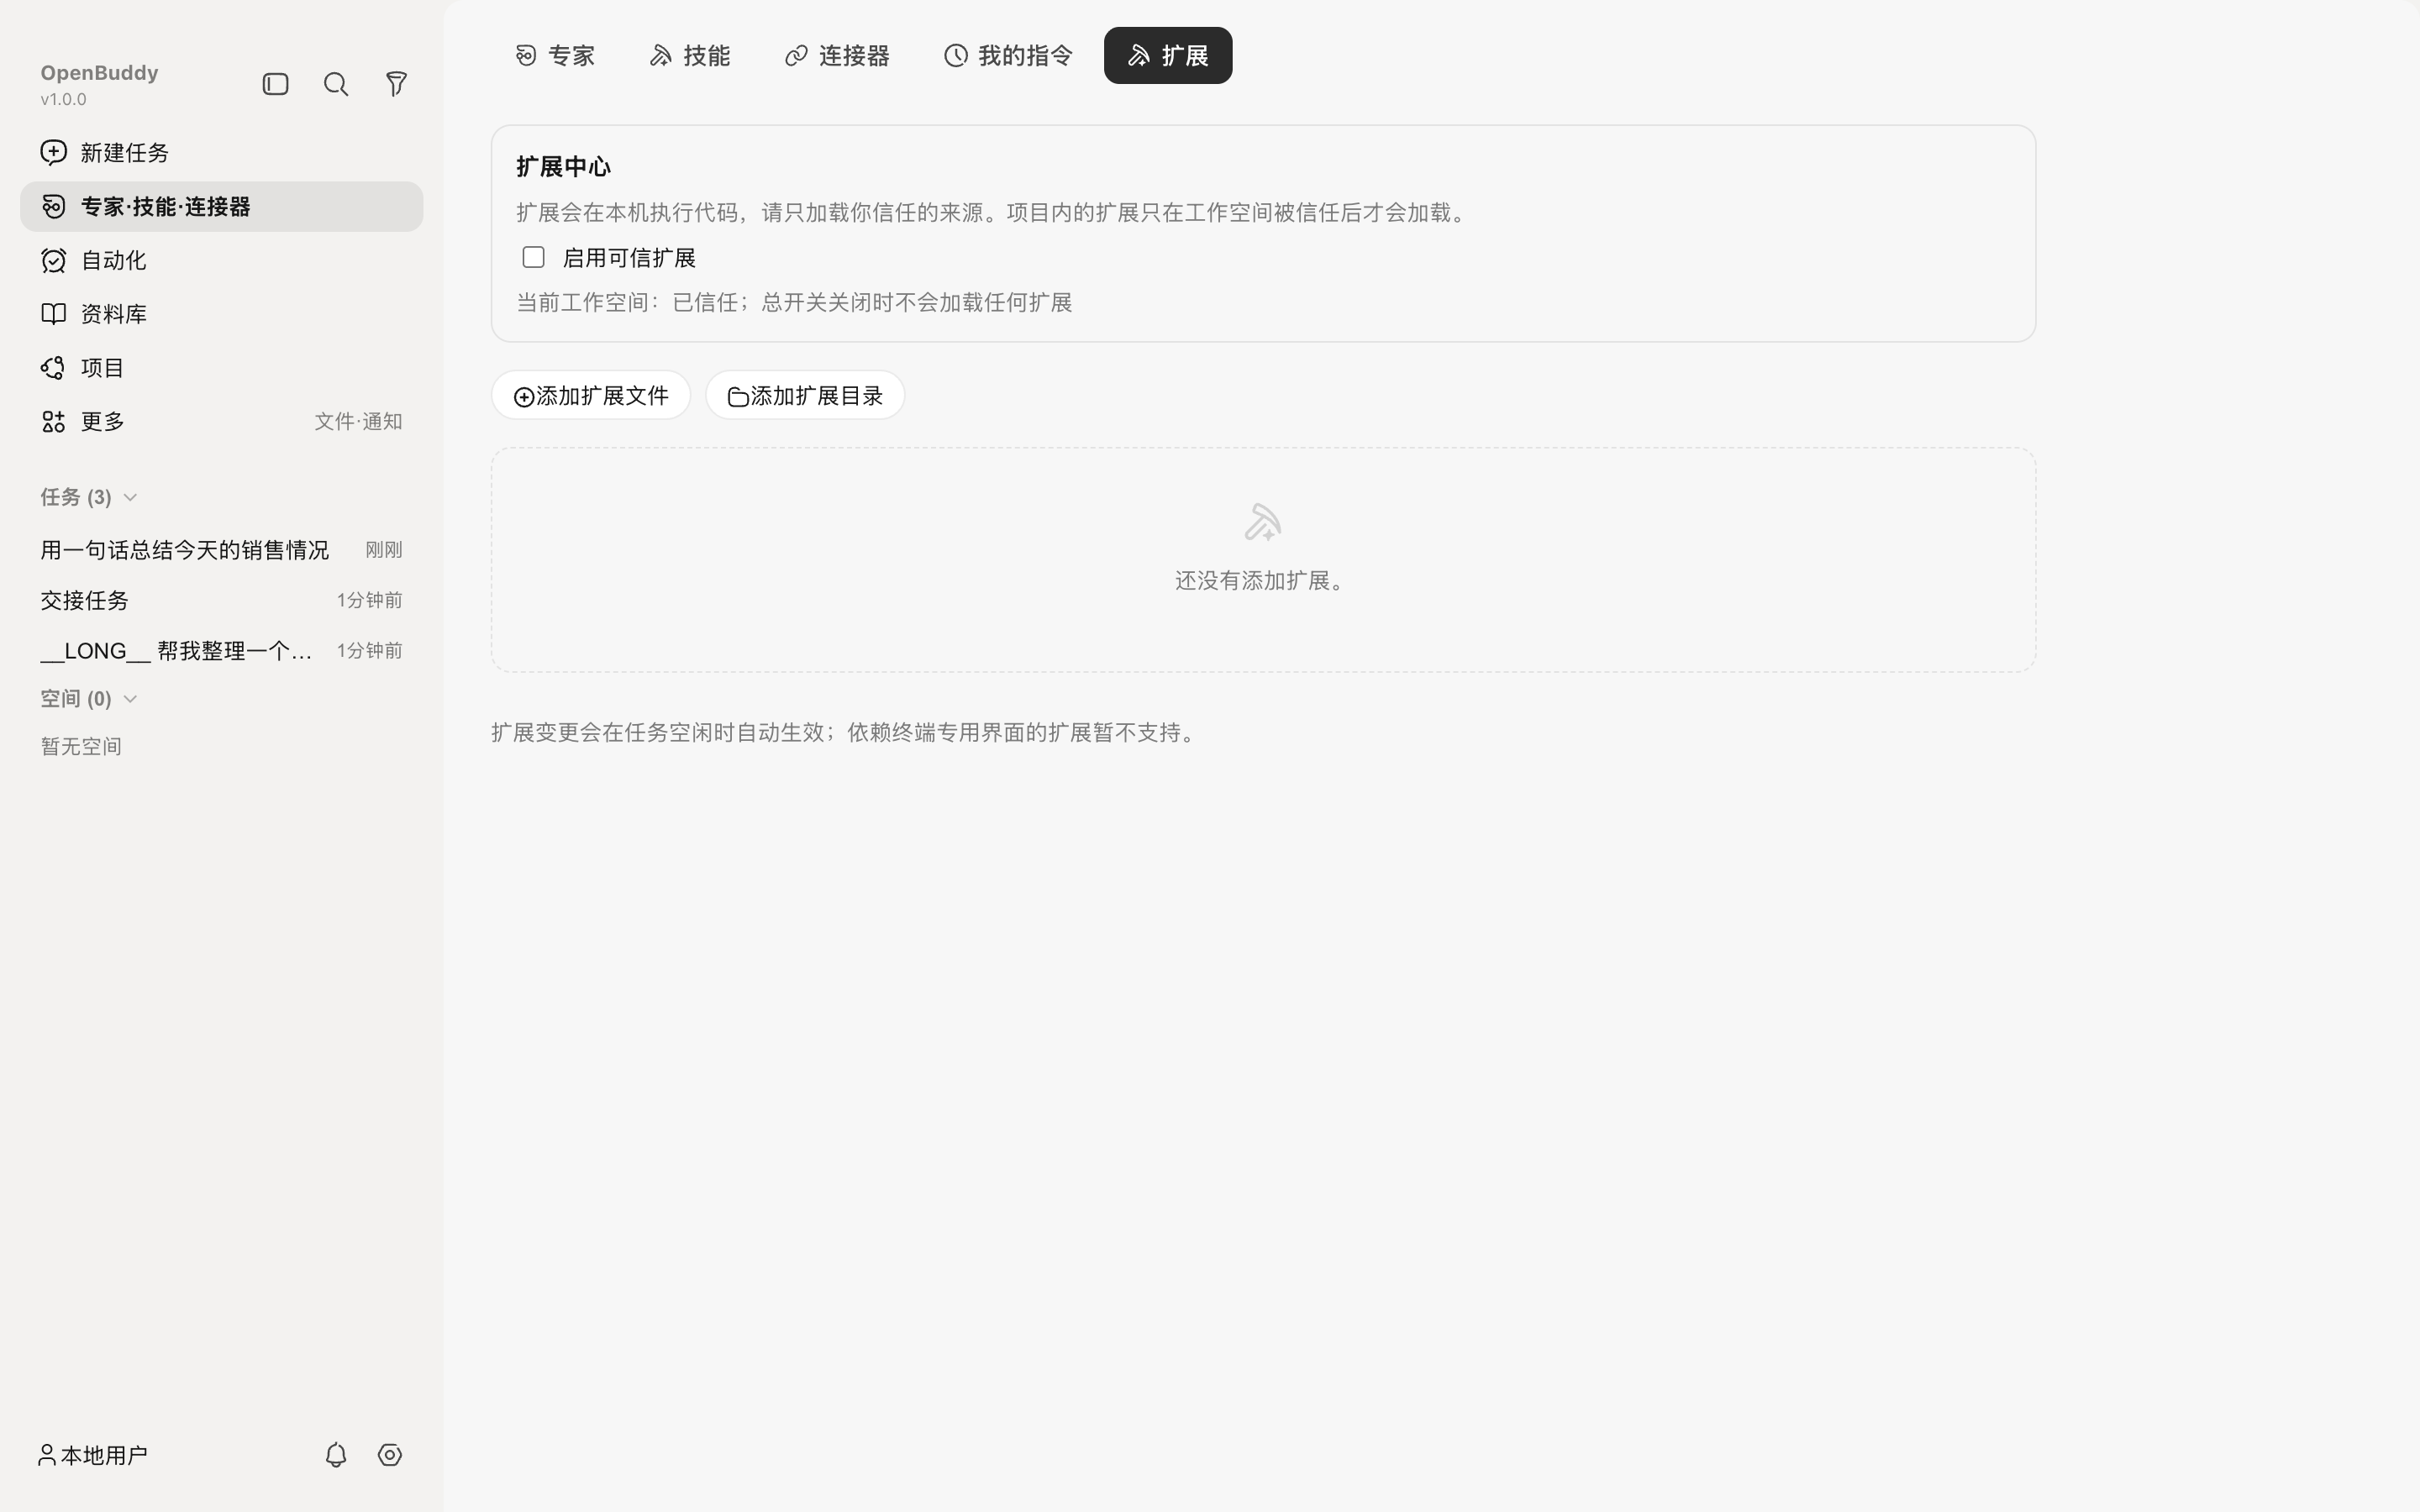 OpenBuddy
v1.0.0
新建任务
专家·技能·连接器
自动化
资料库
项目
更多 文件·通知
任务 (3)
用一句话总结今天的销售情况 刚刚
交接任务 1分钟前
__LONG__ 帮我整理一个... 1分钟前
空间 (0)
暂无空间
本地用户
专家 技能 连接器 我的指令 扩展
扩展中心
扩展会在本机执行代码，请只加载你信任的来源。项目内的扩展只在工作空间被信任后才会加载。
启用可信扩展
当前工作空间：已信任；总开关关闭时不会加载任何扩展
添加扩展文件 添加扩展目录
还没有添加扩展。
扩展变更会在任务空闲时自动生效；依赖终端专用界面的扩展暂不支持。